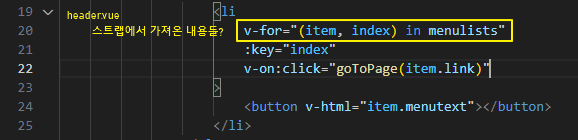 19 <li
headervue
20 v-for="(item, index) in menulists"
스트랩에서 가져온 내용들?
21 :key="index"
22 v-on:click="goToPage(item.link)"
23 >
24 <button v-html="item.menutext"></button>
25 </li>